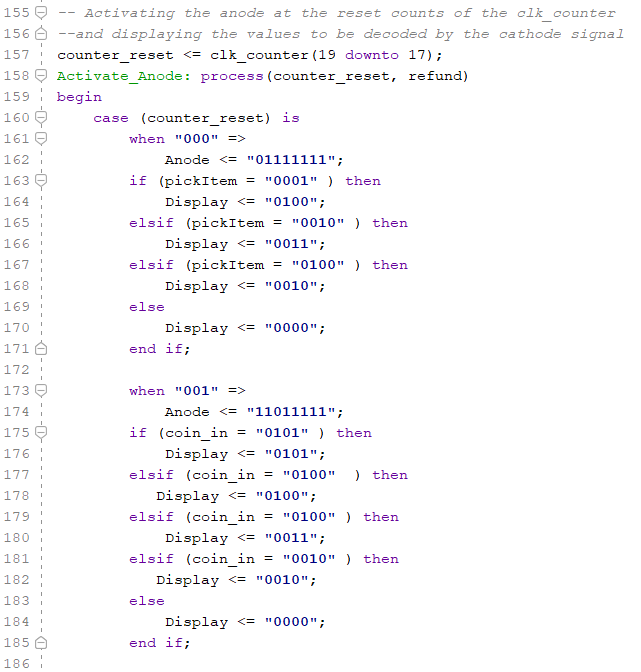 155 -- Activating the anode at the reset counts of the clk_counter
156 --and displaying the values to be decoded by the cathode signal
157 counter_reset <= clk_counter(19 downto 17);
158 Activate_Anode: process(counter_reset, refund)
159 begin
160     case (counter_reset) is
161         when "000" =>
162             Anode <= "01111111";
163         if (pickItem = "0001" ) then
164             Display <= "0100";
165         elsif (pickItem = "0010" ) then
166             Display <= "0011";
167         elsif (pickItem = "0100" ) then
168             Display <= "0010";
169         else
170             Display <= "0000";
171         end if;
172
173         when "001" =>
174             Anode <= "11011111";
175         if (coin_in = "0101" ) then
176             Display <= "0101";
177         elsif (coin_in = "0100"  ) then
178            Display <= "0100";
179         elsif (coin_in = "0100" ) then
180             Display <= "0011";
181         elsif (coin_in = "0010" ) then
182            Display <= "0010";
183         else
184             Display <= "0000";
185         end if;
186